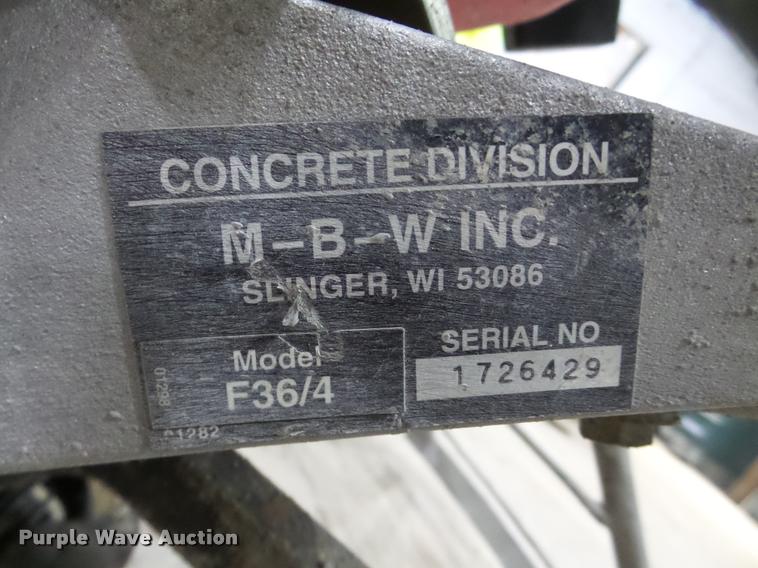 CONCRETE DIVISION
M-B-W INC.
SLINGER, WI 53086
Model
F36/4
SERIAL NO
1726429
Purple Wave Auction